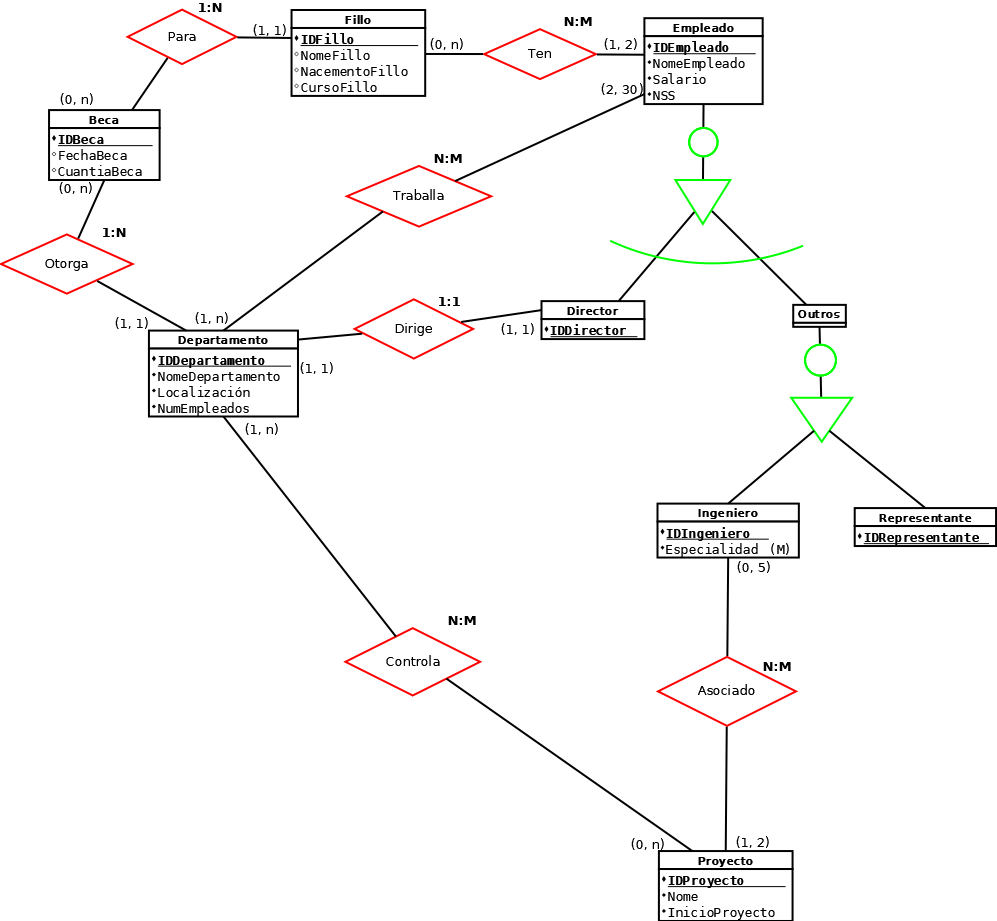 1:N
Para
(1, 1)
Fillo
IDFillo
NomeFillo
NacementoFillo
CursoFillo
(0, n)
N:M
Ten
(1, 2)
Empleado
IDEmpleado
NomeEmpleado
Salario
NSS
(2, 30)
(0, n)
Beca
IDBeca
FechaBeca
CuantiaBeca
(0, n)
N:M
Traballa
1:N
Otorga
(1, 1)
(1, n)
1:1
Dirige
(1, 1)
Director
IDDirector
Outros
Departamento
IDDepartamento
NomeDepartamento
Localización
NumEmpleados
(1, 1)
(1, n)
Ingeniero
IDIngeniero
Especialidad (M)
(0, 5)
Representante
IDRepresentante
N:M
Controla
N:M
Asociado
(0, n)
(1, 2)
Proyecto
IDProyecto
Nome
InicioProyecto